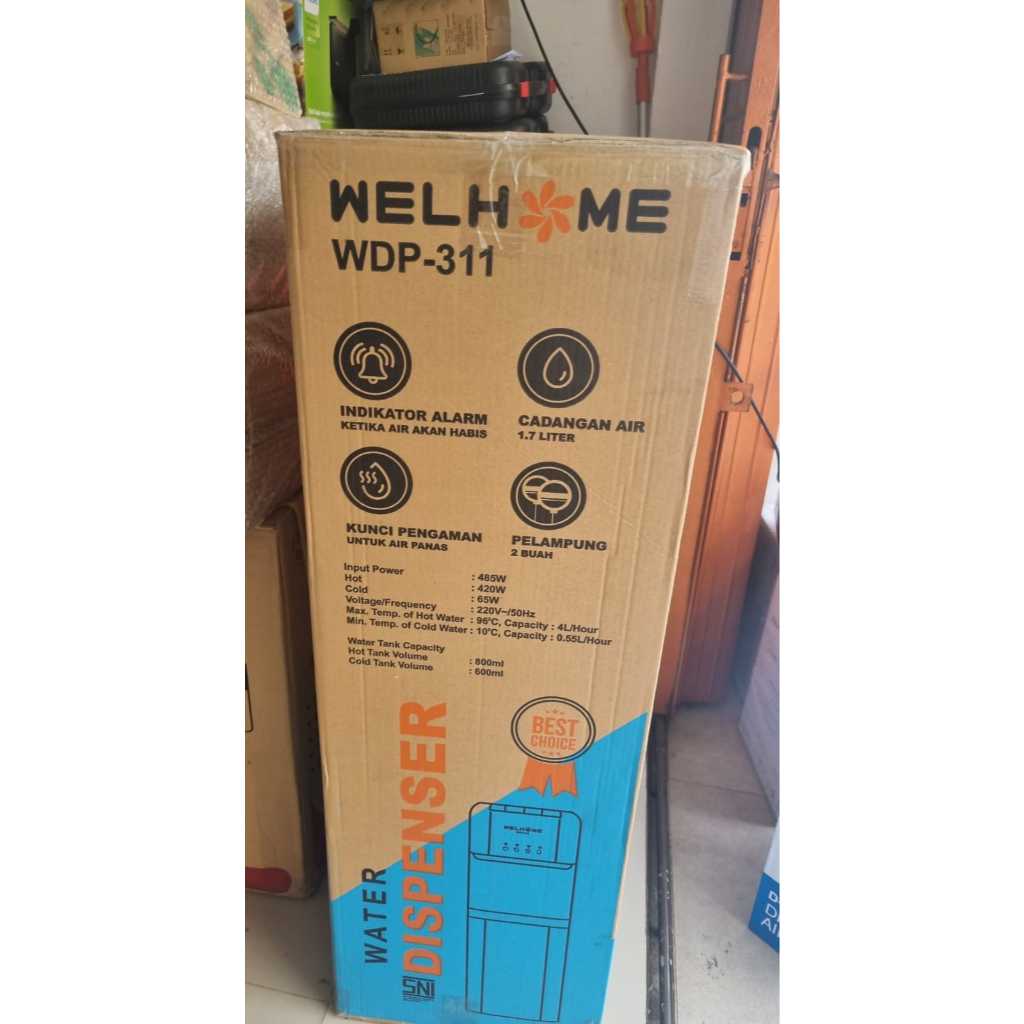 WELHOME
WDP-311
INDIKATOR ALARM
KETIKA AIR AKAN HABIS
CADANGAN AIR
1.7 LITER
KUNCI PENGAMAN
UNTUK AIR PANAS
PELAMPUNG
2 BUAH
Input Power : 485W
Hot : 420W
Cold : 65W
Voltage/Frequency : 220V~/50Hz
Max. Temp. of Hot Water : 96°C, Capacity : 4L/Hour
Min. Temp. of Cold Water : 10°C, Capacity : 0.55L/Hour
Water Tank Capacity
Hot Tank Volume : 800ml
Cold Tank Volume : 600ml
BEST
CHOICE
WATER
DISPENSER
WELHOME
SNI